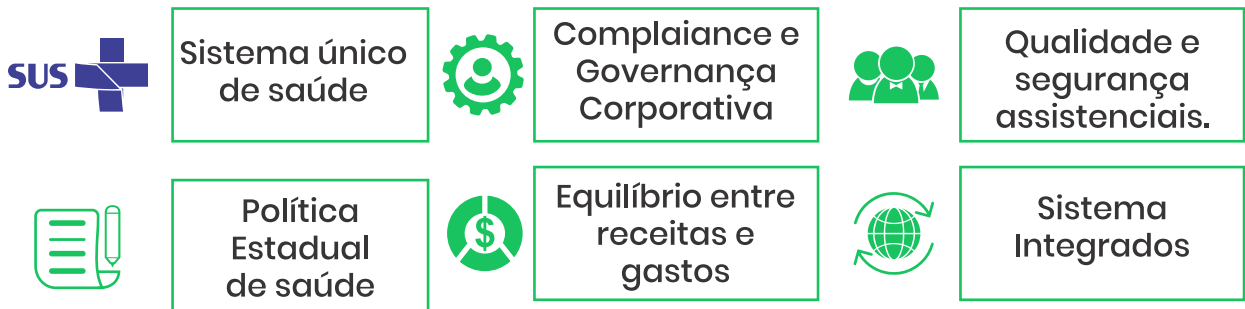 SUS
Sistema único
de saúde
Complaiance e
Governança
Corporativa
Qualidade e
segurança
assistenciais.
Política
Estadual
de saúde
$
Equilíbrio entre
receitas e
gastos
Sistema
Integrados